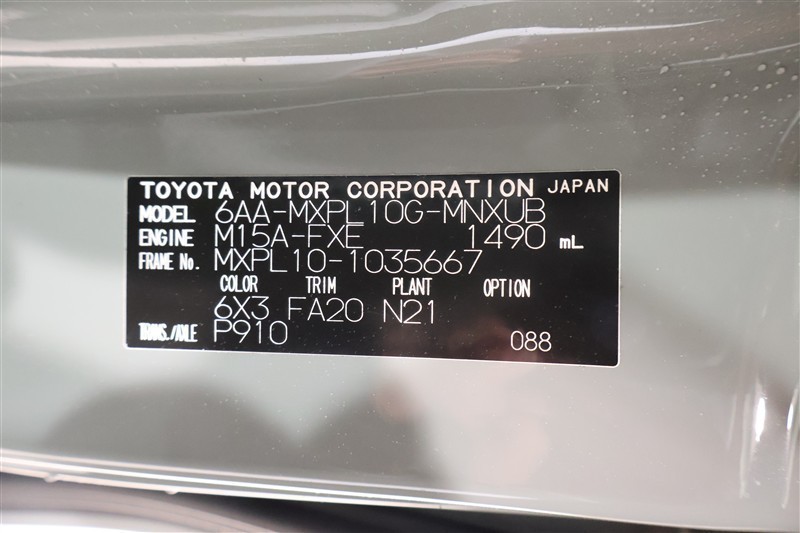 TOYOTA MOTOR CORPORATION JAPAN
MODEL 6AA-MXPL10G-MNXUB
ENGINE M15A-FXE 1490 mL
FRAME No. MXPL10-1035667
COLOR TRIM PLANT OPTION
6X3 FA20 N21
TRANS./AXLE P910 088